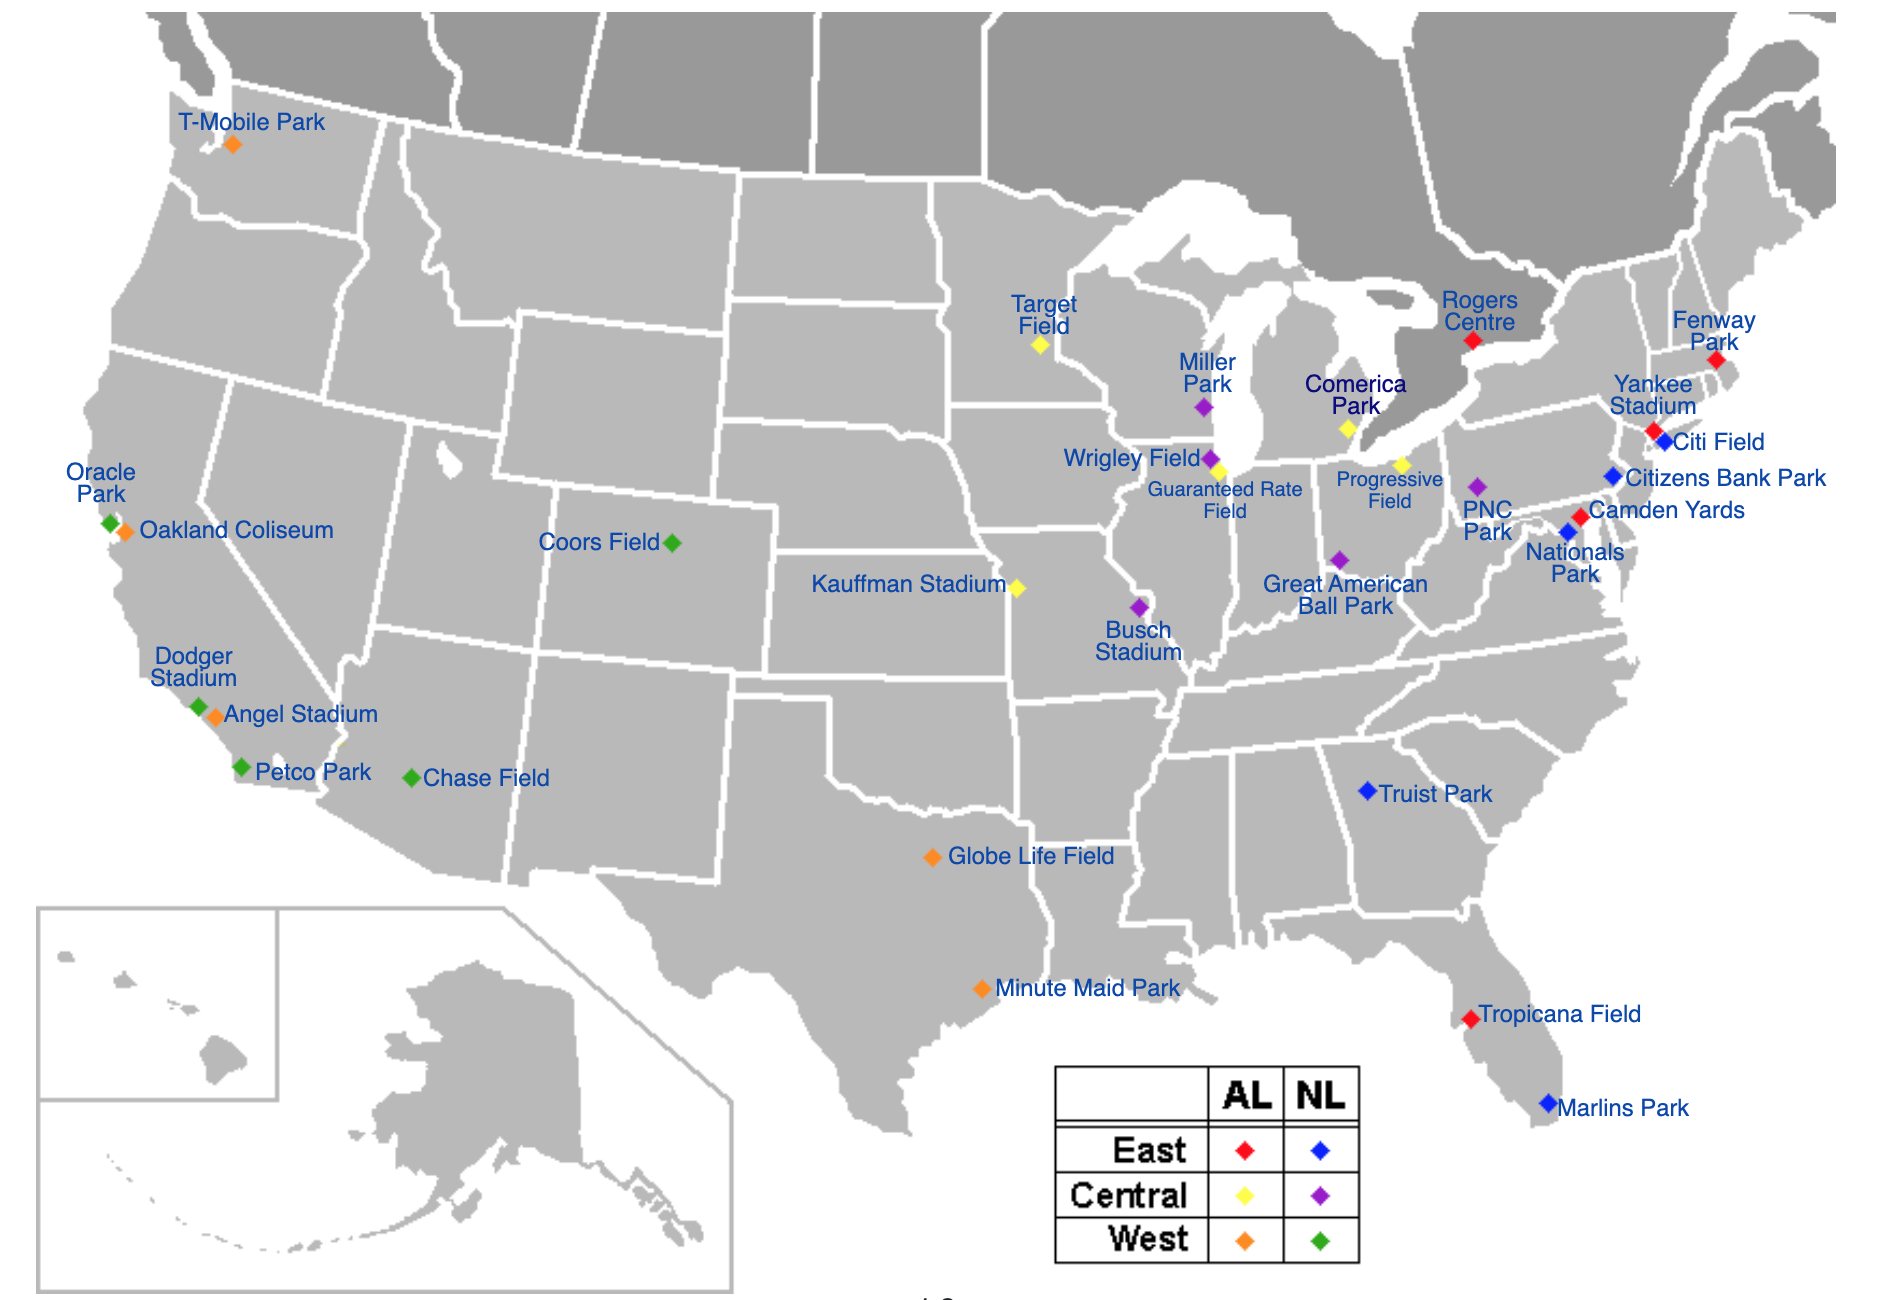 T-Mobile Park
Target
Field
Rogers
Centre
Fenway
Park
Miller
Park
Comerica
Park
Yankee
Stadium
Citi Field
Wrigley Field
Guaranteed Rate
Field
Progressive
Field
Citizens Bank Park
PNC
Park
Camden Yards
Nationals
Park
Oracle
Park
Oakland Coliseum
Coors Field
Kauffman Stadium
Great American
Ball Park
Busch
Stadium
Dodger
Stadium
Angel Stadium
Petco Park
Chase Field
Truist Park
Globe Life Field
Minute Maid Park
Tropicana Field
Marlins Park
AL NL
East
Central
West